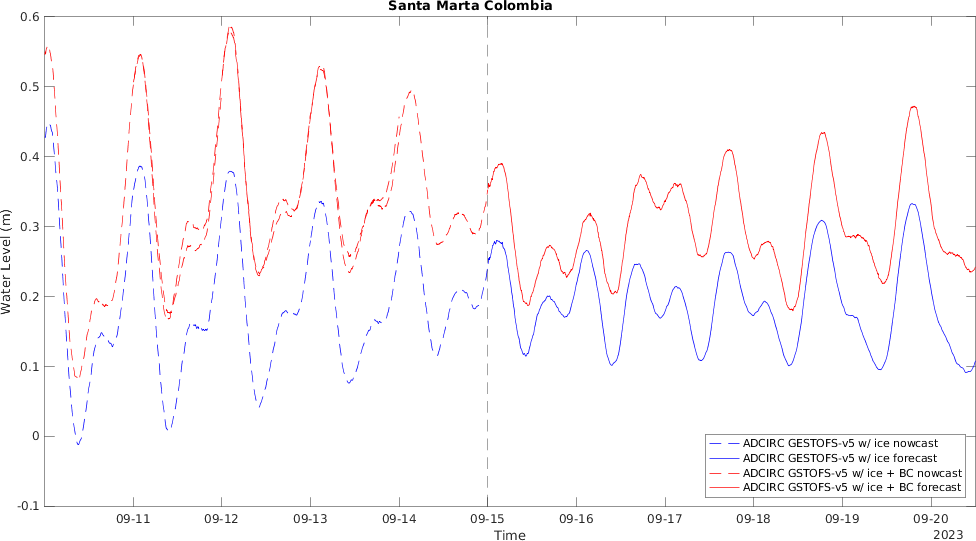 Santa Marta Colombia
0.6
0.5
0.4
0.3
0.2
0.1
0
-0.1
Water Level (m)
09-11 09-12 09-13 09-14 09-15 09-16 09-17 09-18 09-19 09-20
Time
2023
ADCIRC GESTOFS-v5 w/ ice nowcast
ADCIRC GESTOFS-v5 w/ ice forecast
ADCIRC GSTOFS-v5 w/ ice + BC nowcast
ADCIRC GSTOFS-v5 w/ ice + BC forecast